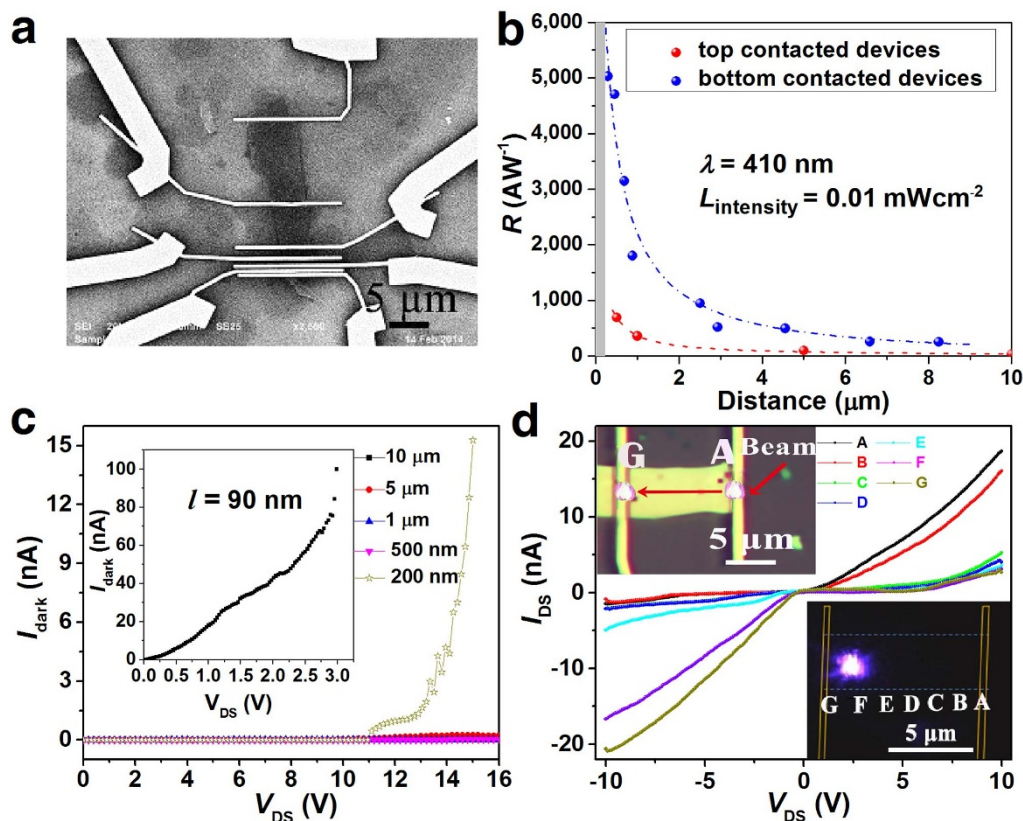 a
5 µm
SEI
SB25
14 Feb 2014
b
6,000
5,000
4,000
3,000
2,000
1,000
0
R (AW⁻¹)
top contacted devices
bottom contacted devices
λ = 410 nm
L_intensity = 0.01 mWcm⁻²
0 2 4 6 8 10
Distance (µm)
c
15
12
9
6
3
0
I_dark (nA)
100
80
60
40
20
0
I_dark (nA)
l = 90 nm
0.0 0.5 1.0 1.5 2.0 2.5 3.0
V_DS (V)
10 µm
5 µm
1 µm
500 nm
200 nm
0 2 4 6 8 10 12 14 16
V_DS (V)
d
20
10
0
-10
-20
I_DS (nA)
G A Beam
5 µm
A E
B F
C G
D
G F E D C B A
5 µm
-10 -5 0 5 10
V_DS (V)